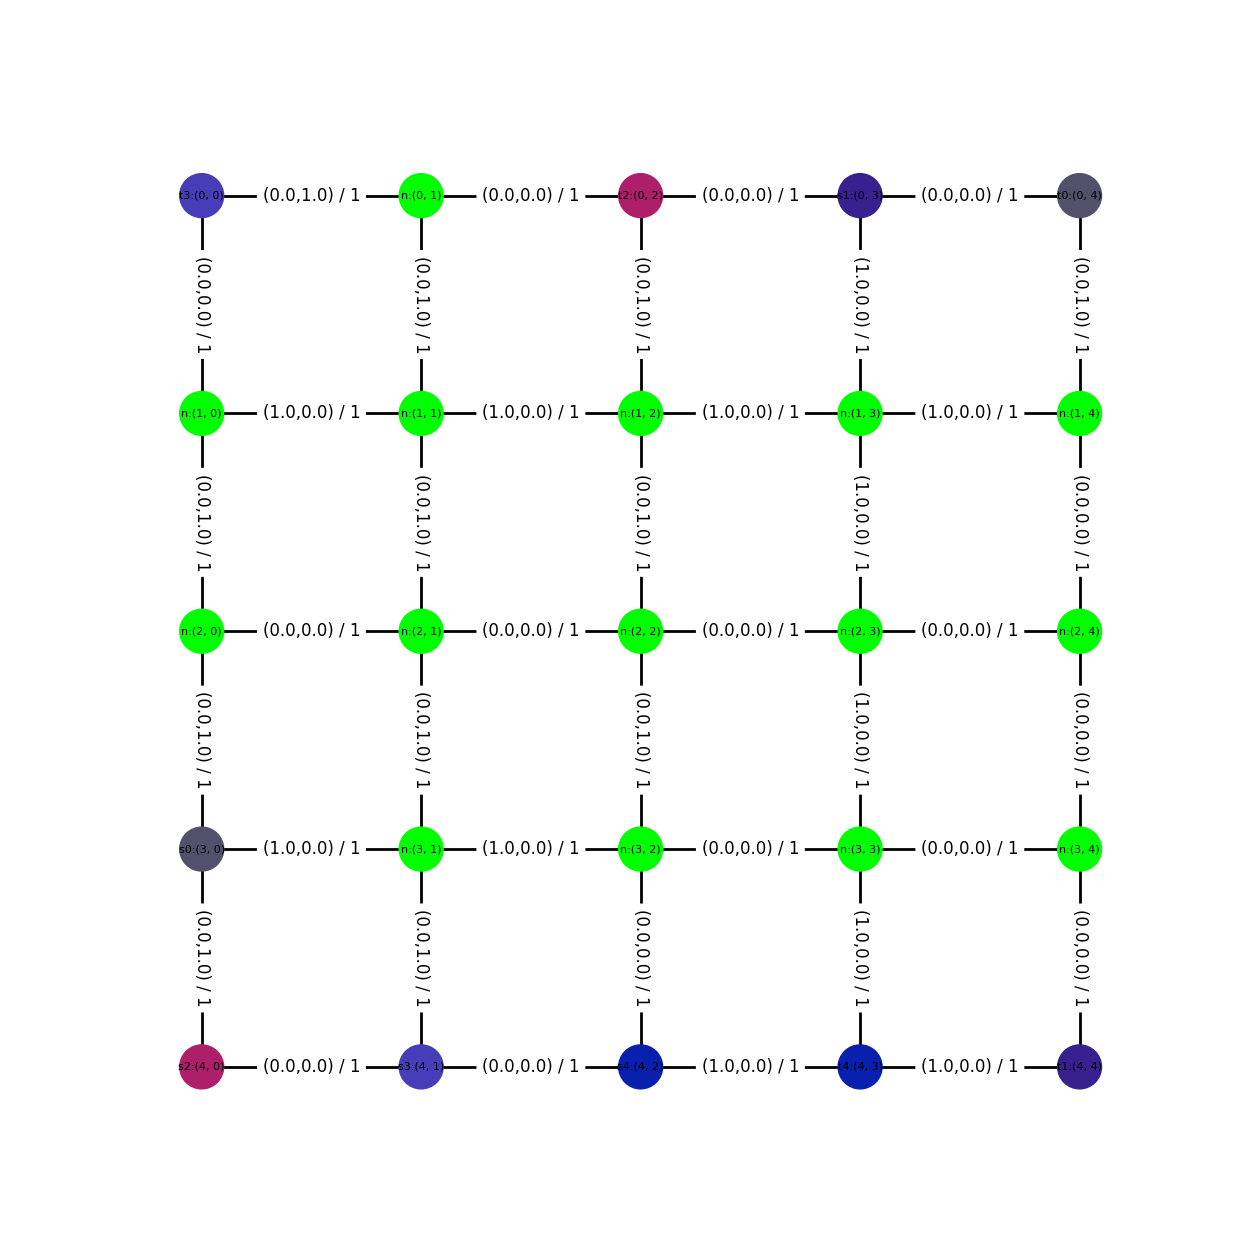 t3:(0, 0) (0.0,1.0) / 1 n:(0, 1) (0.0,0.0) / 1 t2:(0, 2) (0.0,0.0) / 1 s1:(0, 3) (0.0,0.0) / 1 t0:(0, 4)
(0.0,0.0) / 1 (0.0,1.0) / 1 (0.0,1.0) / 1 (1.0,0.0) / 1 (0.0,1.0) / 1
n:(1, 0) (1.0,0.0) / 1 n:(1, 1) (1.0,0.0) / 1 n:(1, 2) (1.0,0.0) / 1 n:(1, 3) (1.0,0.0) / 1 n:(1, 4)
(0.0,1.0) / 1 (0.0,1.0) / 1 (0.0,1.0) / 1 (1.0,0.0) / 1 (0.0,0.0) / 1
n:(2, 0) (0.0,0.0) / 1 n:(2, 1) (0.0,0.0) / 1 n:(2, 2) (0.0,0.0) / 1 n:(2, 3) (0.0,0.0) / 1 n:(2, 4)
(0.0,1.0) / 1 (0.0,1.0) / 1 (0.0,1.0) / 1 (1.0,0.0) / 1 (0.0,0.0) / 1
s0:(3, 0) (1.0,0.0) / 1 n:(3, 1) (1.0,0.0) / 1 n:(3, 2) (0.0,0.0) / 1 n:(3, 3) (0.0,0.0) / 1 n:(3, 4)
(0.0,1.0) / 1 (0.0,1.0) / 1 (0.0,0.0) / 1 (1.0,0.0) / 1 (0.0,0.0) / 1
s2:(4, 0) (0.0,0.0) / 1 s3:(4, 1) (0.0,0.0) / 1 s4:(4, 2) (1.0,0.0) / 1 t4:(4, 3) (1.0,0.0) / 1 t1:(4, 4)